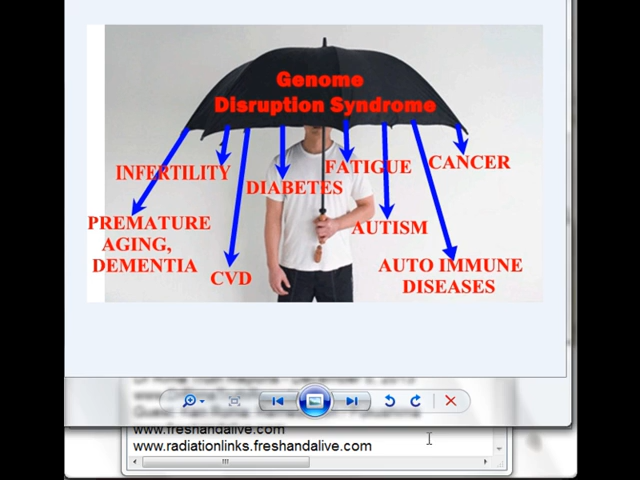 Genome
Disruption Syndrome
INFERTILITY
DIABETES
FATIGUE
CANCER
PREMATURE
AGING,
DEMENTIA
CVD
AUTISM
AUTO IMMUNE
DISEASES
www.freshandalive.com
www.radiationlinks.freshandalive.com